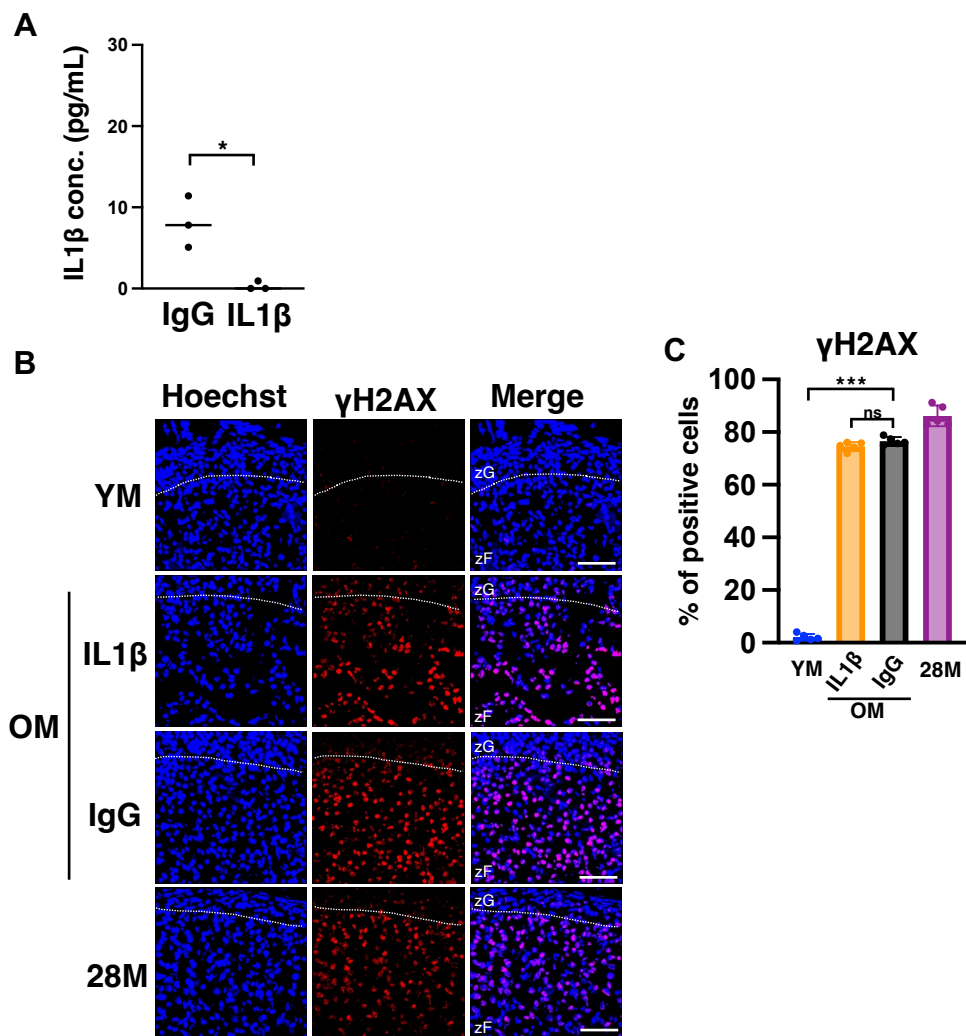 A
IL1β conc. (pg/mL)
30
20
10
0
*
IgG IL1β
B
Hoechst γH2AX Merge
YM
zG
zF
OM
IL1β
zG
zF
IgG
zG
zF
28M
zG
zF
C
γH2AX
% of positive cells
100
80
60
40
20
0
***
ns
YM IL1β IgG 28M
OM